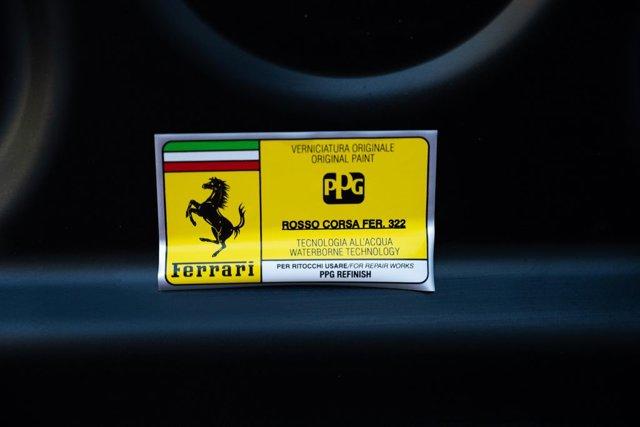 VERNICIATURA ORIGINALE
ORIGINAL PAINT
PPG
ROSSO CORSA FER. 322
TECNOLOGIA ALL'ACQUA
WATERBORNE TECHNOLOGY
Ferrari
PER RITOCCHI USARE/FOR REPAIR WORKS
PPG REFINISH